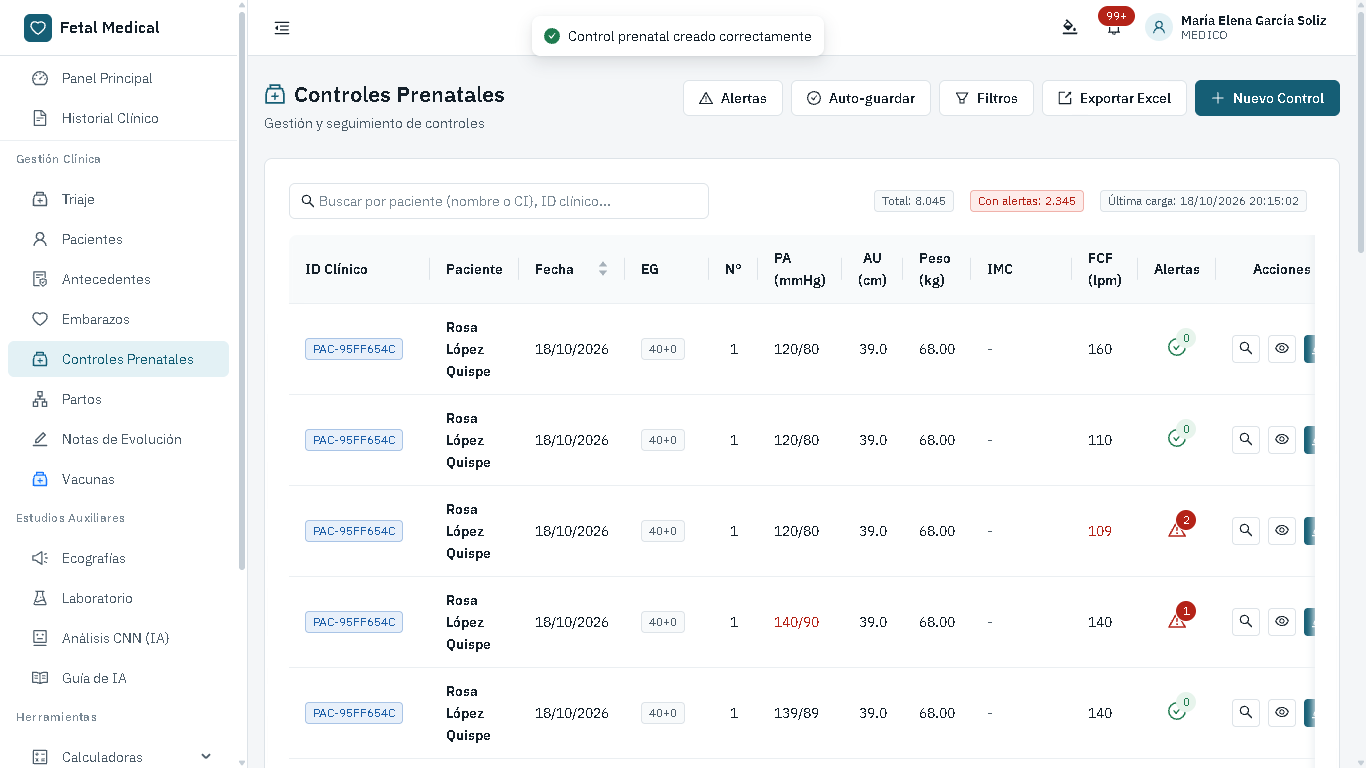 Fetal Medical
Panel Principal
Historial Clínico
Gestión Clínica
Triaje
Pacientes
Antecedentes
Embarazos
Controles Prenatales
Partos
Notas de Evolución
Vacunas
Estudios Auxiliares
Ecografías
Laboratorio
Análisis CNN (IA)
Guía de IA
Herramientas
Calculadoras
Control prenatal creado correctamente
99+
María Elena García Soliz
MEDICO
Controles Prenatales
Gestión y seguimiento de controles
Alertas
Auto-guardar
Filtros
Exportar Excel
Nuevo Control
Buscar por paciente (nombre o CI), ID clínico...
Total: 8.045
Con alertas: 2.345
Última carga: 18/10/2026 20:15:02
ID Clínico Paciente Fecha EG Nº PA (mmHg) AU (cm) Peso (kg) IMC FCF (lpm) Alertas Acciones
PAC-95FF654C Rosa López Quispe 18/10/2026 40+0 1 120/80 39.0 68.00 - 160 0
PAC-95FF654C Rosa López Quispe 18/10/2026 40+0 1 120/80 39.0 68.00 - 110 0
PAC-95FF654C Rosa López Quispe 18/10/2026 40+0 1 120/80 39.0 68.00 - 109 2
PAC-95FF654C Rosa López Quispe 18/10/2026 40+0 1 140/90 39.0 68.00 - 140 1
PAC-95FF654C Rosa López Quispe 18/10/2026 40+0 1 139/89 39.0 68.00 - 140 0